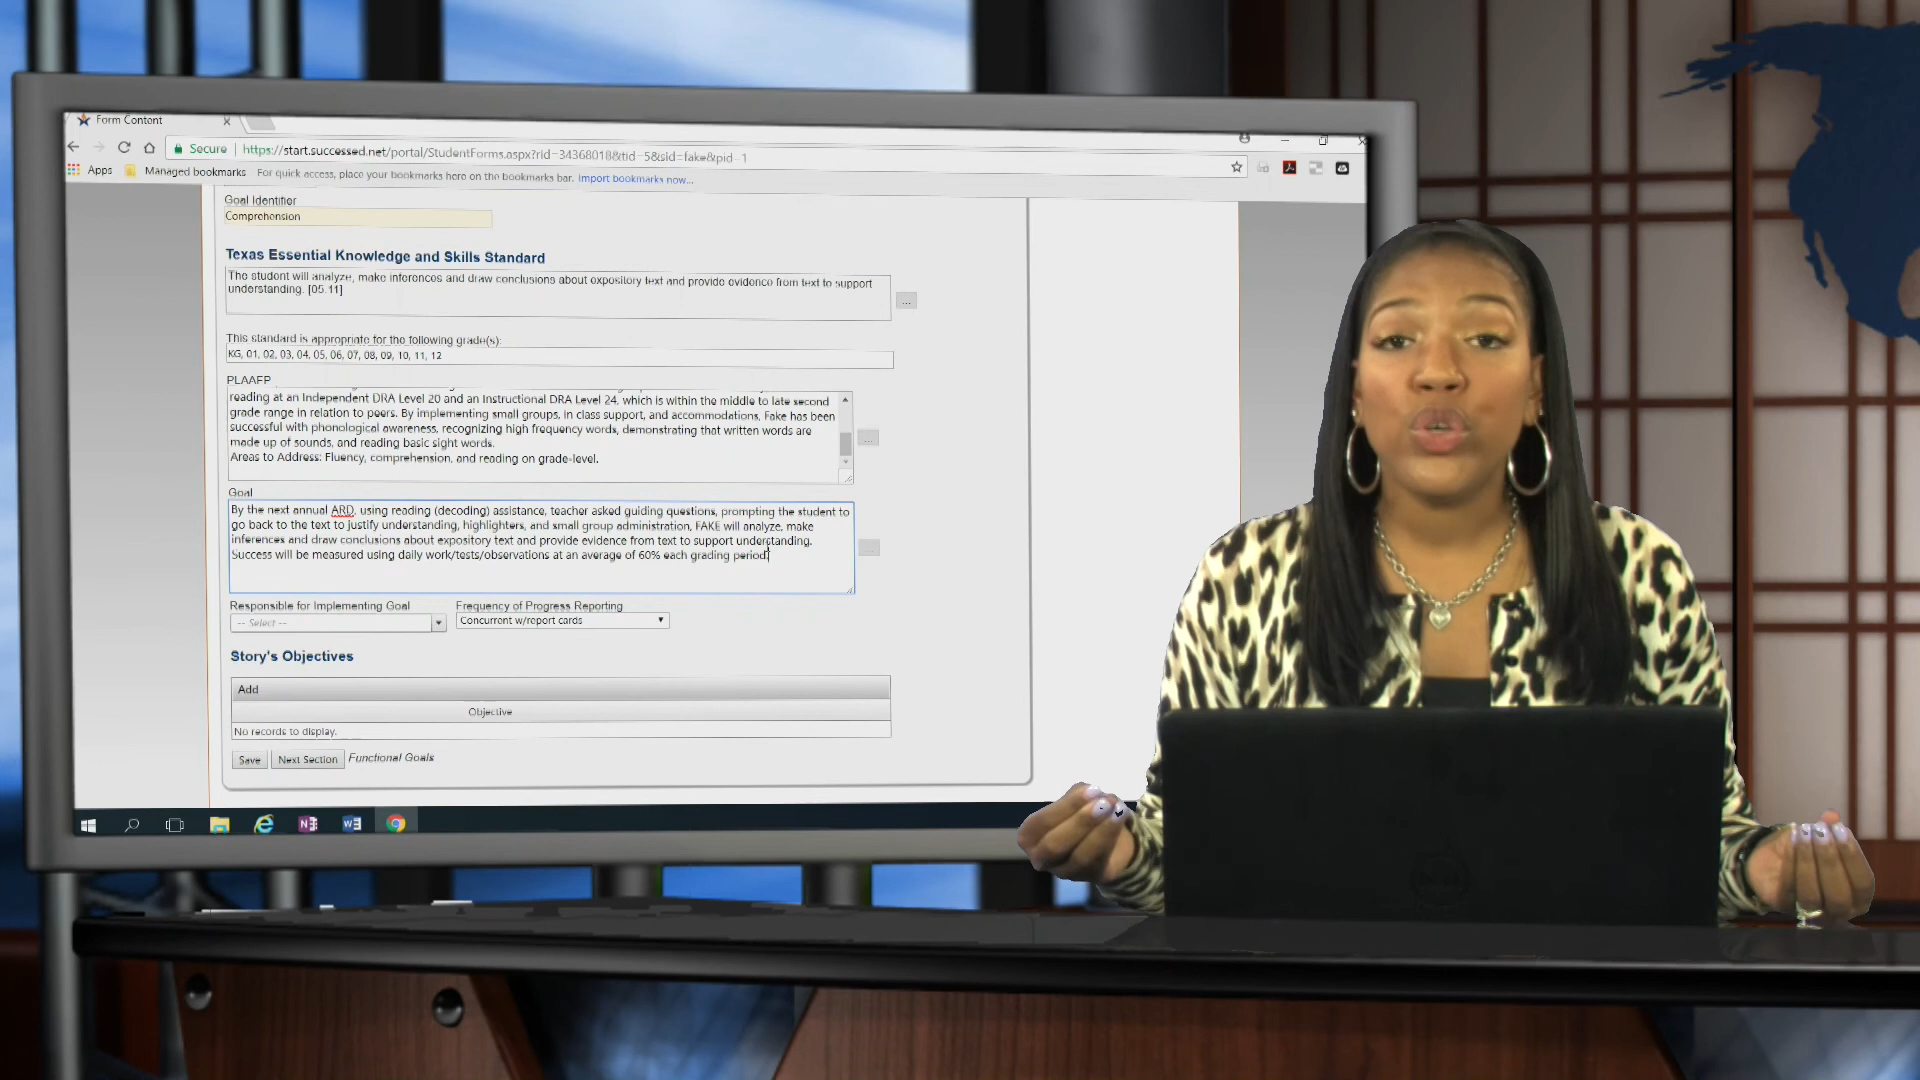 Form Content
Secure
https://start.successed.net/portal/StudentForms.aspx?rid=34368018&tid=5&sid=fake&pid=1
Apps
Managed bookmarks
For quick access, place your bookmarks here on the bookmarks bar. Import bookmarks now...
Goal Identifier
Comprehension
Texas Essential Knowledge and Skills Standard
The student will analyze, make inferences and draw conclusions about expository text and provide evidence from text to support
understanding. [05.11]
...
This standard is appropriate for the following grade(s):
KG, 01, 02, 03, 04, 05, 06, 07, 08, 09, 10, 11, 12
PLAAFP
reading at an Independent DRA Level 20 and an Instructional DRA Level 24, which is within the middle to late second
grade range in relation to peers. By implementing small groups, in class support, and accommodations, Fake has been
successful with phonological awareness, recognizing high frequency words, demonstrating that written words are
made up of sounds, and reading basic sight words.
Areas to Address: Fluency, comprehension, and reading on grade-level.
...
Goal
By the next annual ARD, using reading (decoding) assistance, teacher asked guiding questions, prompting the student to
go back to the text to justify understanding, highlighters, and small group administration, FAKE will analyze, make
inferences and draw conclusions about expository text and provide evidence from text to support understanding.
Success will be measured using daily work/tests/observations at an average of 60% each grading period.
...
Responsible for Implementing Goal
Frequency of Progress Reporting
-- Select --
Concurrent w/report cards
Story's Objectives
Add
Objective
No records to display.
Save
Next Section
Functional Goals